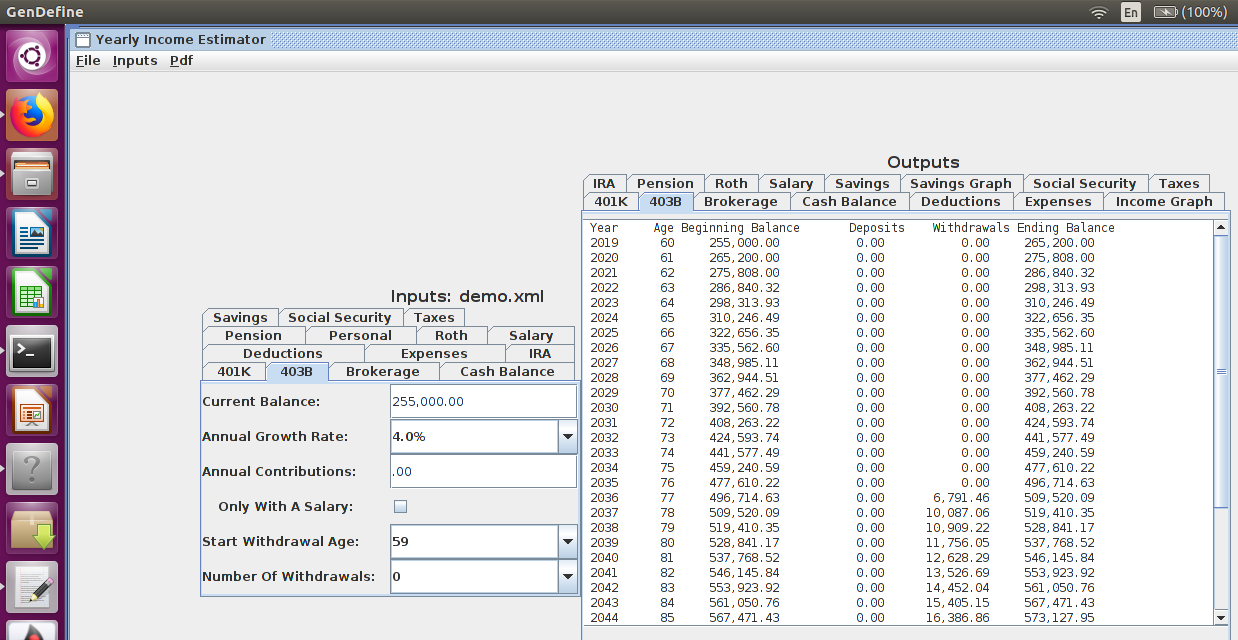 GenDefine
En
(100%)
Yearly Income Estimator
File Inputs Pdf
Inputs: demo.xml
Savings Social Security Taxes
Pension Personal Roth Salary
Deductions Expenses IRA
401K 403B Brokerage Cash Balance
Current Balance: 255,000.00
Annual Growth Rate: 4.0%
Annual Contributions: .00
Only With A Salary:
Start Withdrawal Age: 59
Number Of Withdrawals: 0
Outputs
IRA Pension Roth Salary Savings Savings Graph Social Security Taxes
401K 403B Brokerage Cash Balance Deductions Expenses Income Graph
Year Age Beginning Balance Deposits Withdrawals Ending Balance
2019 60 255,000.00 0.00 0.00 265,200.00
2020 61 265,200.00 0.00 0.00 275,808.00
2021 62 275,808.00 0.00 0.00 286,840.32
2022 63 286,840.32 0.00 0.00 298,313.93
2023 64 298,313.93 0.00 0.00 310,246.49
2024 65 310,246.49 0.00 0.00 322,656.35
2025 66 322,656.35 0.00 0.00 335,562.60
2026 67 335,562.60 0.00 0.00 348,985.11
2027 68 348,985.11 0.00 0.00 362,944.51
2028 69 362,944.51 0.00 0.00 377,462.29
2029 70 377,462.29 0.00 0.00 392,560.78
2030 71 392,560.78 0.00 0.00 408,263.22
2031 72 408,263.22 0.00 0.00 424,593.74
2032 73 424,593.74 0.00 0.00 441,577.49
2033 74 441,577.49 0.00 0.00 459,240.59
2034 75 459,240.59 0.00 0.00 477,610.22
2035 76 477,610.22 0.00 0.00 496,714.63
2036 77 496,714.63 0.00 6,791.46 509,520.09
2037 78 509,520.09 0.00 10,087.06 519,410.35
2038 79 519,410.35 0.00 10,909.22 528,841.17
2039 80 528,841.17 0.00 11,756.05 537,768.52
2040 81 537,768.52 0.00 12,628.29 546,145.84
2041 82 546,145.84 0.00 13,526.69 553,923.92
2042 83 553,923.92 0.00 14,452.04 561,050.76
2043 84 561,050.76 0.00 15,405.15 567,471.43
2044 85 567,471.43 0.00 16,386.86 573,127.95